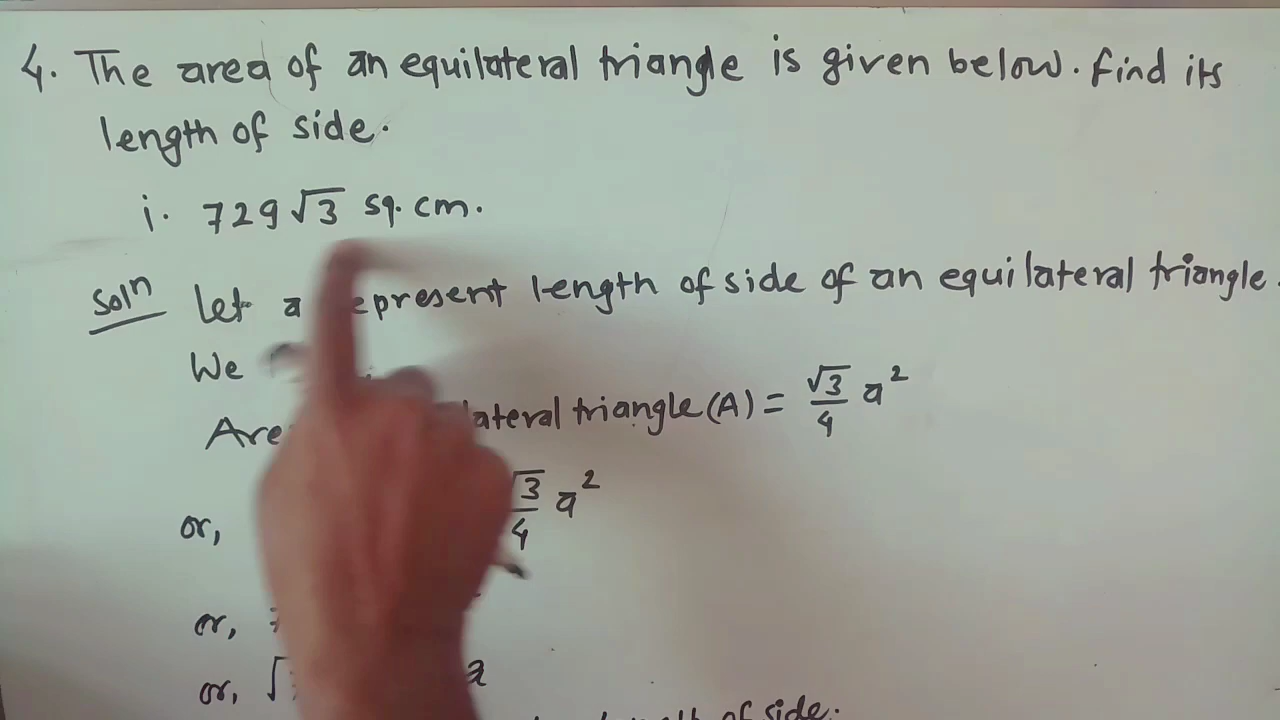 4. The area of an equilateral triangle is given below. Find its
length of side.
i. 729√3 sq. cm.
Solⁿ Let a represent length of side of an equilateral triangle.
We
lateral triangle (A) = √3/4 a²
or, √3/4 a²
or,
or, √ a
of side.